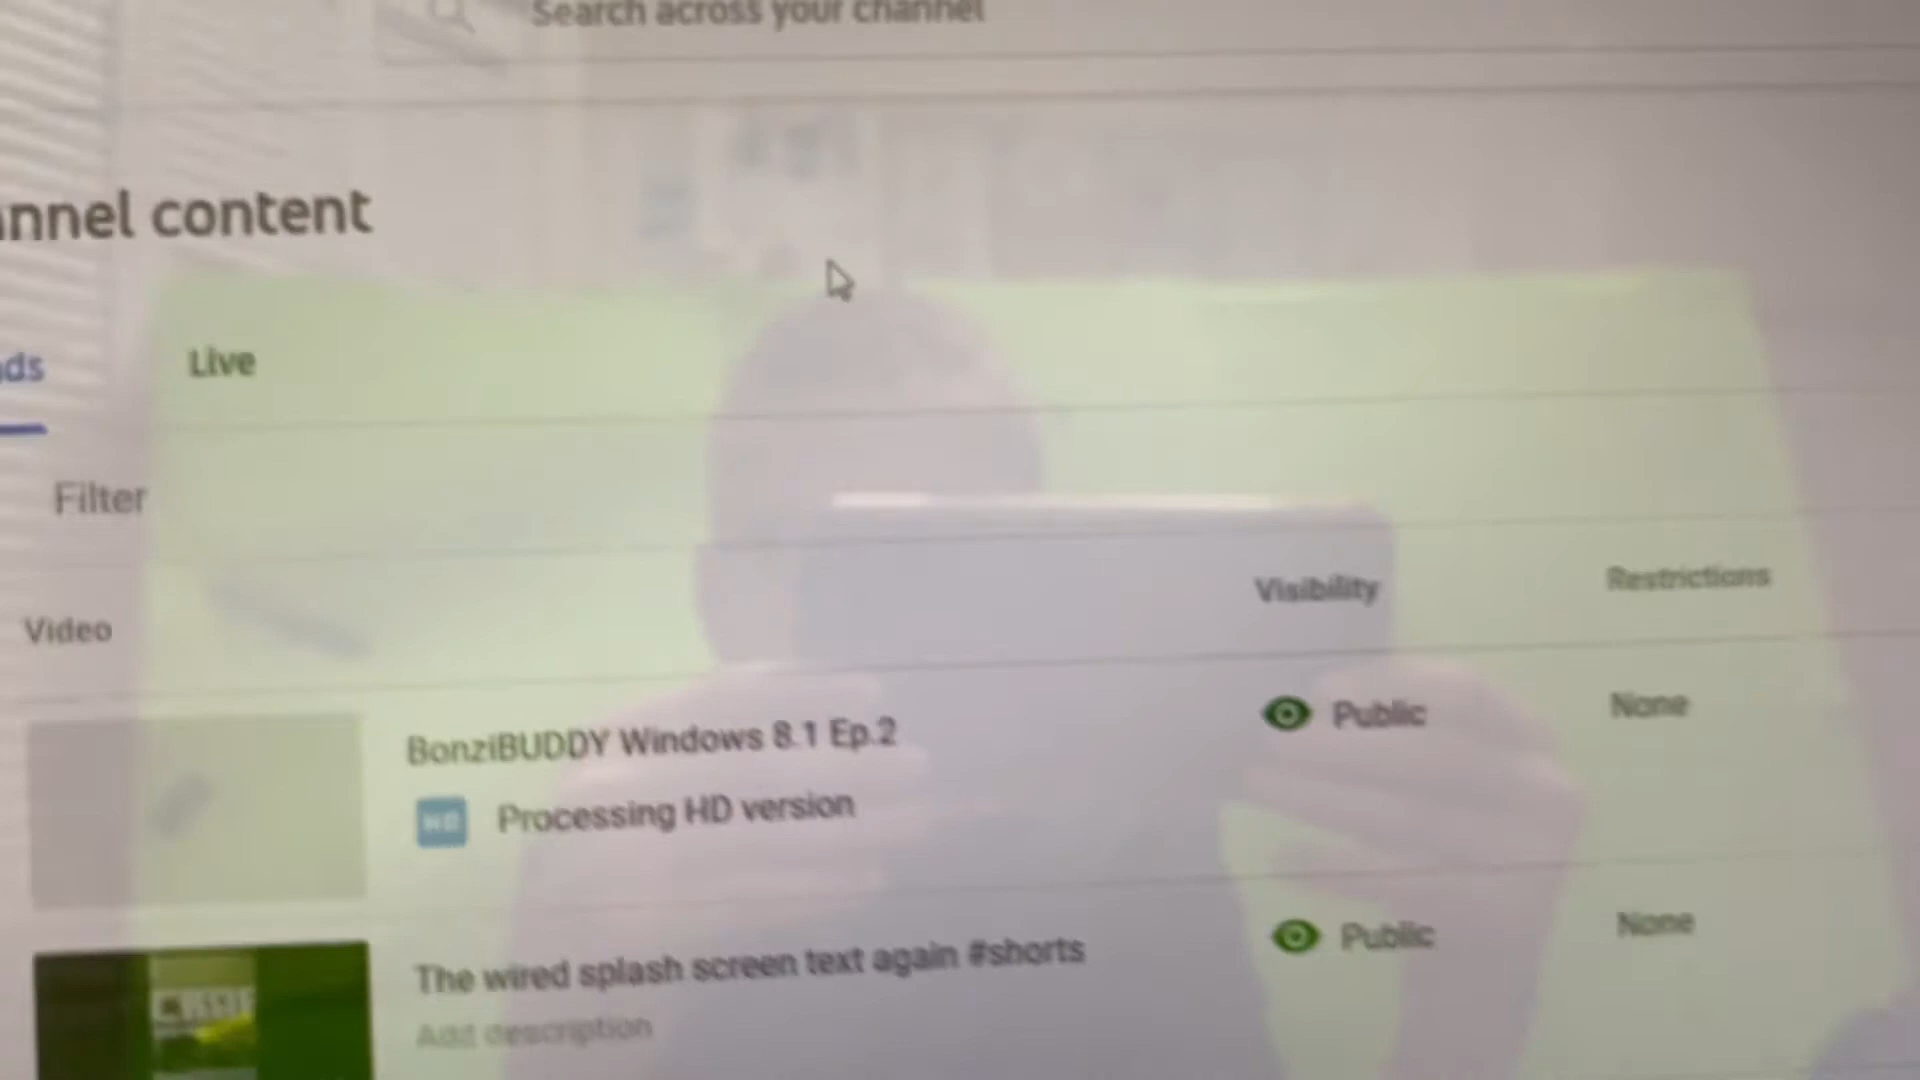 Search across your channel
nnel content
ds
Live
Filter
Video
Visibility
Restrictions
BonziBUDDY Windows 8.1 Ep.2
Public
None
HD
Processing HD version
The wired splash screen text again #shorts
Public
None
Add description